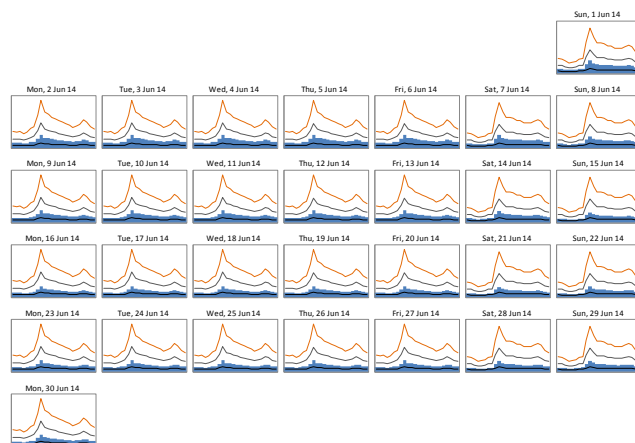 Sun, 1 Jun 14
Mon, 2 Jun 14 Tue, 3 Jun 14 Wed, 4 Jun 14 Thu, 5 Jun 14 Fri, 6 Jun 14 Sat, 7 Jun 14 Sun, 8 Jun 14
Mon, 9 Jun 14 Tue, 10 Jun 14 Wed, 11 Jun 14 Thu, 12 Jun 14 Fri, 13 Jun 14 Sat, 14 Jun 14 Sun, 15 Jun 14
Mon, 16 Jun 14 Tue, 17 Jun 14 Wed, 18 Jun 14 Thu, 19 Jun 14 Fri, 20 Jun 14 Sat, 21 Jun 14 Sun, 22 Jun 14
Mon, 23 Jun 14 Tue, 24 Jun 14 Wed, 25 Jun 14 Thu, 26 Jun 14 Fri, 27 Jun 14 Sat, 28 Jun 14 Sun, 29 Jun 14
Mon, 30 Jun 14